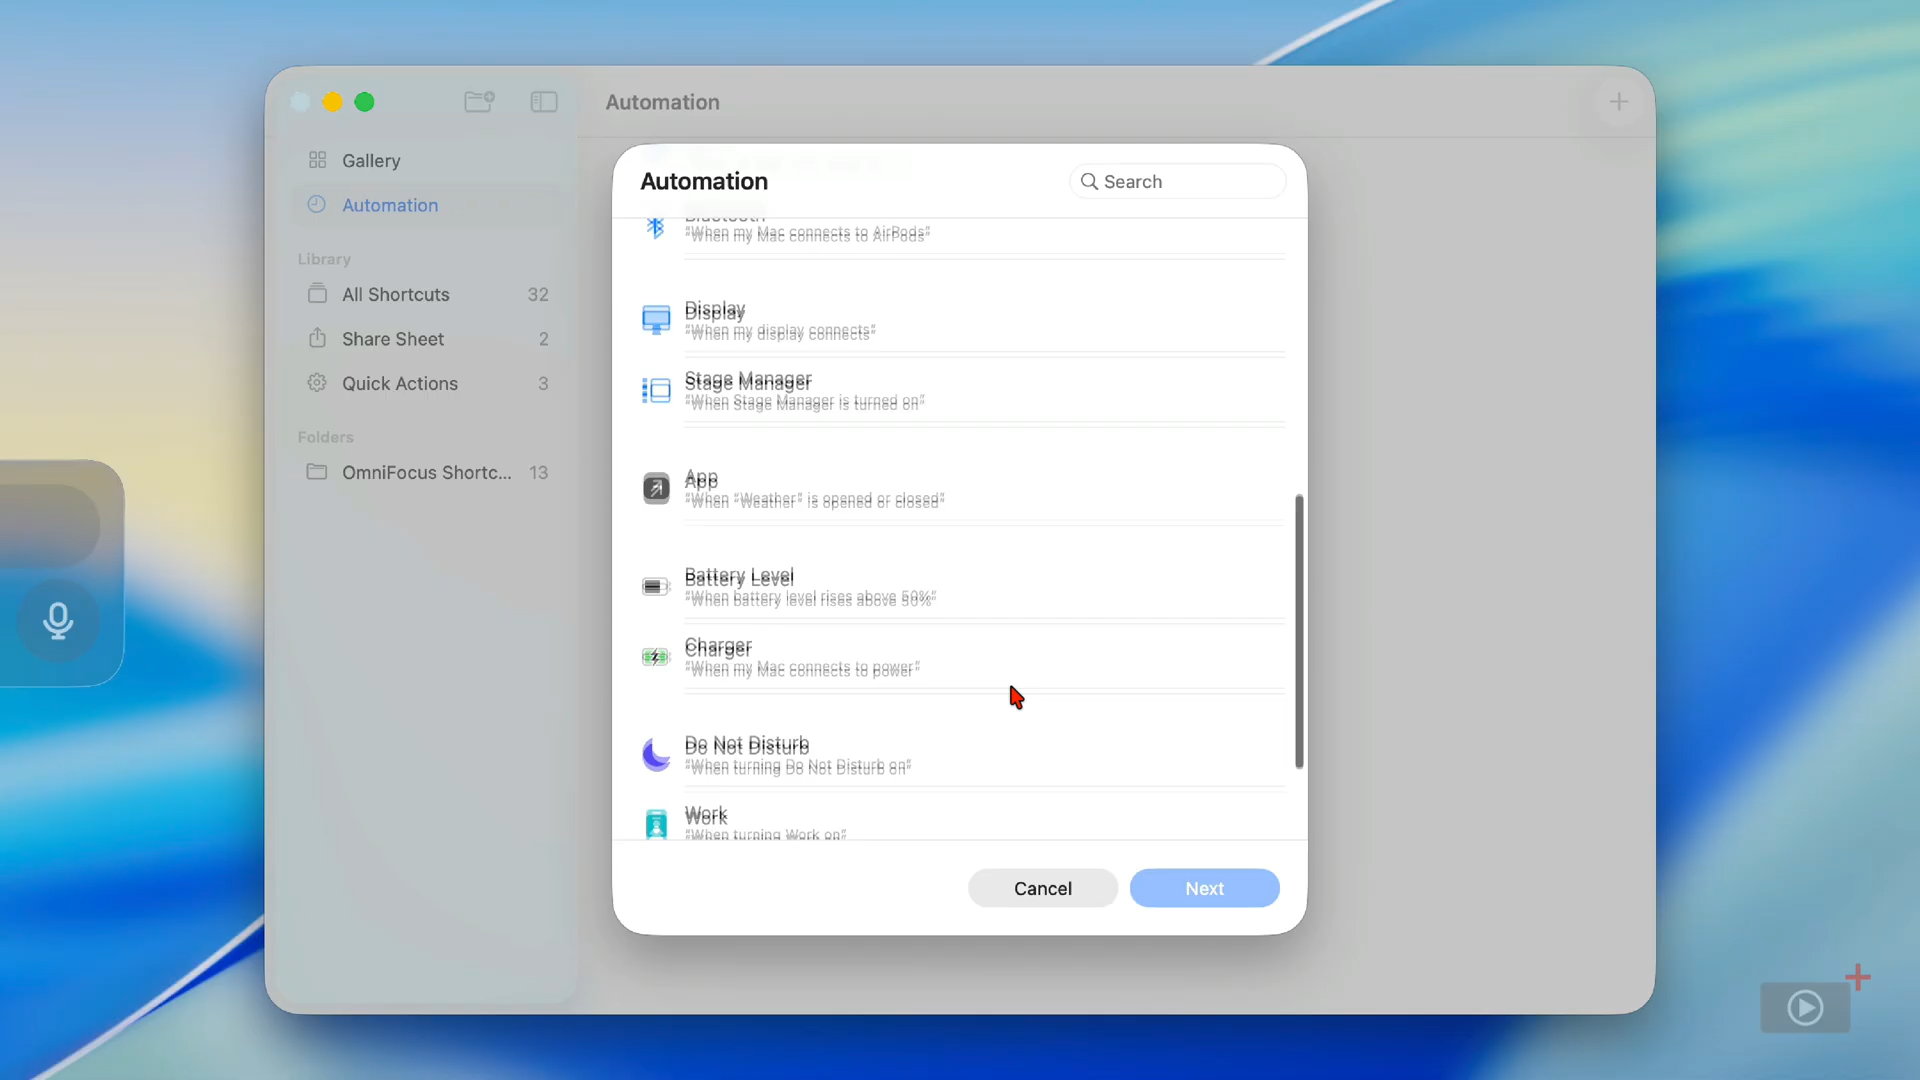 Automation
Gallery
Automation
Library
All Shortcuts 32
Share Sheet 2
Quick Actions 3
Folders
OmniFocus Shortc... 13
Automation
Search
Bluetooth
"When my Mac connects to AirPods"
Display
"When my display connects"
Stage Manager
"When Stage Manager is turned on"
App
"When "Weather" is opened or closed"
Battery Level
"When battery level rises above 50%"
Charger
"When my Mac connects to power"
Do Not Disturb
"When turning Do Not Disturb on"
Work
"When turning Work on"
Cancel
Next